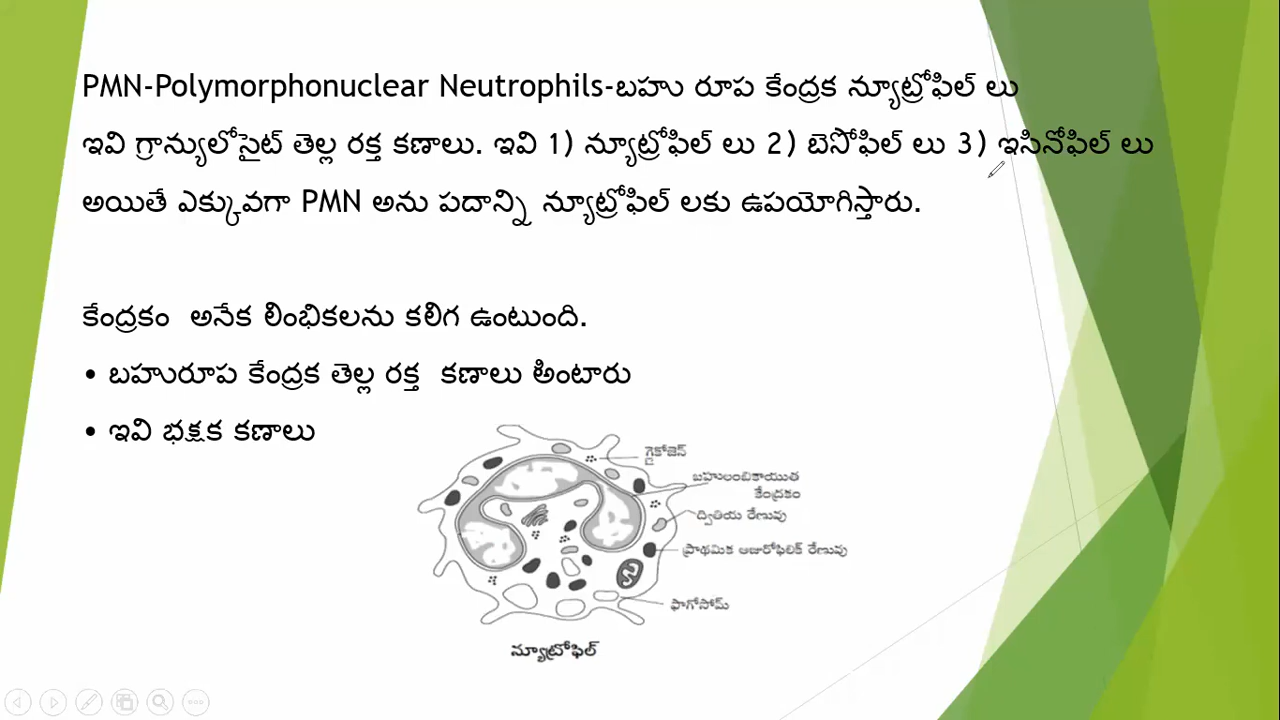 PMN-Polymorphonuclear Neutrophils-బహు రూప కేంద్రక న్యూట్రోఫిల్ లు
ఇవి గ్రాన్యులోసైట్ తెల్ల రక్త కణాలు. ఇవి 1) న్యూట్రోఫిల్ లు 2) బెసోఫిల్ లు 3) ఇసినోఫిల్ లు
అయితే ఎక్కువగా PMN అను పదాన్ని న్యూట్రోఫిల్ లకు ఉపయోగిస్తారు.
కేంద్రకం అనేక లింభికలను కలిగ ఉంటుంది.
• బహురూప కేంద్రక తెల్ల రక్త కణాలు అింటారు
• ఇవి భక్షక కణాలు
గ్లైకోజెన్
బహులంబికాయుత
కేంద్రకం
ద్వితియ రేణువు
ప్రాథమిక అజురోఫిలిక్ రేణువు
ఫాగోసోమ్
న్యూట్రోఫిల్